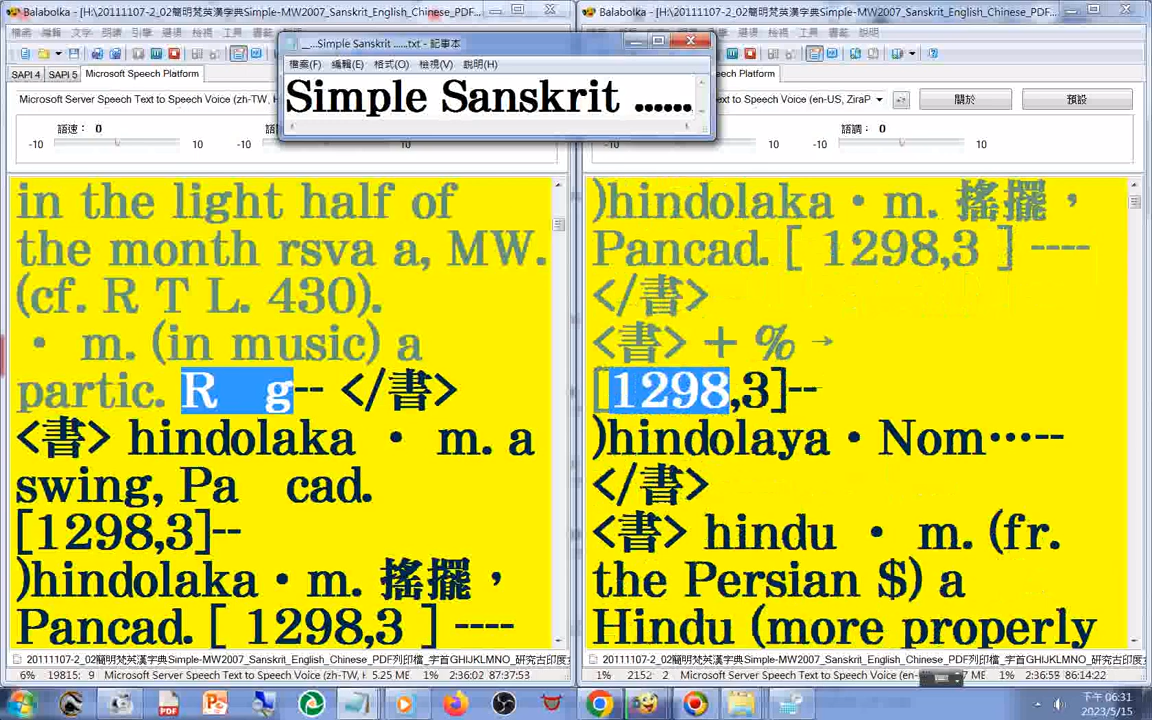 Balabolka - [H:\20111107-2_02簡明梵英漢字典Simple-MW2007_Sanskrit_English_Chinese_PDF...
Balabolka - [H:\20111107-2_02簡明梵英漢字典Simple-MW2007_Sanskrit_English_Chinese_PDF...
__...Simple Sanskrit ......txt - 記事本
檔案(F) 編輯(E) 格式(O) 檢視(V) 說明(H)
Simple Sanskrit ......
SAPI 4 SAPI 5 Microsoft Speech Platform
Microsoft Server Speech Text to Speech Voice (zh-TW, H
語速: 0
-10 10 -10 10
eech Platform
ext to Speech Voice (en-US, ZiraP
關於 預設
語調: 0
-10 10
in the light half of
the month rsva a, MW.
(cf. R T L. 430).
• m. (in music) a
partic. R g-- </書>
<書> hindolaka • m. a
swing, Pa cad.
[1298,3]--
)hindolaka•m. 搖擺，
Pancad. [ 1298,3 ] ----
)hindolaka•m. 搖擺，
Pancad. [ 1298,3 ] ----
</書>
<書> + % →
[1298,3]--
)hindolaya•Nom…--
</書>
<書> hindu • m. (fr.
the Persian $) a
Hindu (more properly
20111107-2_02簡明梵英漢字典Simple-MW2007_Sanskrit_English_Chinese_PDF列印檔_字首GHIJKLMNO_研究古印度
20111107-2_02簡明梵英漢字典Simple-MW2007_Sanskrit_English_Chinese_PDF列印檔_字首GHIJKLMNO_研究古印度
6% 19815: 9 Microsoft Server Speech Text to Speech Voice (zh-TW, 5.25 ME 1% 2:36:02 87:37:53
1% 2152: 2 Microsoft Server Speech Text to Speech Voice ME 1% 2:36:59 86:14:22
下午 06:31
2023/5/15